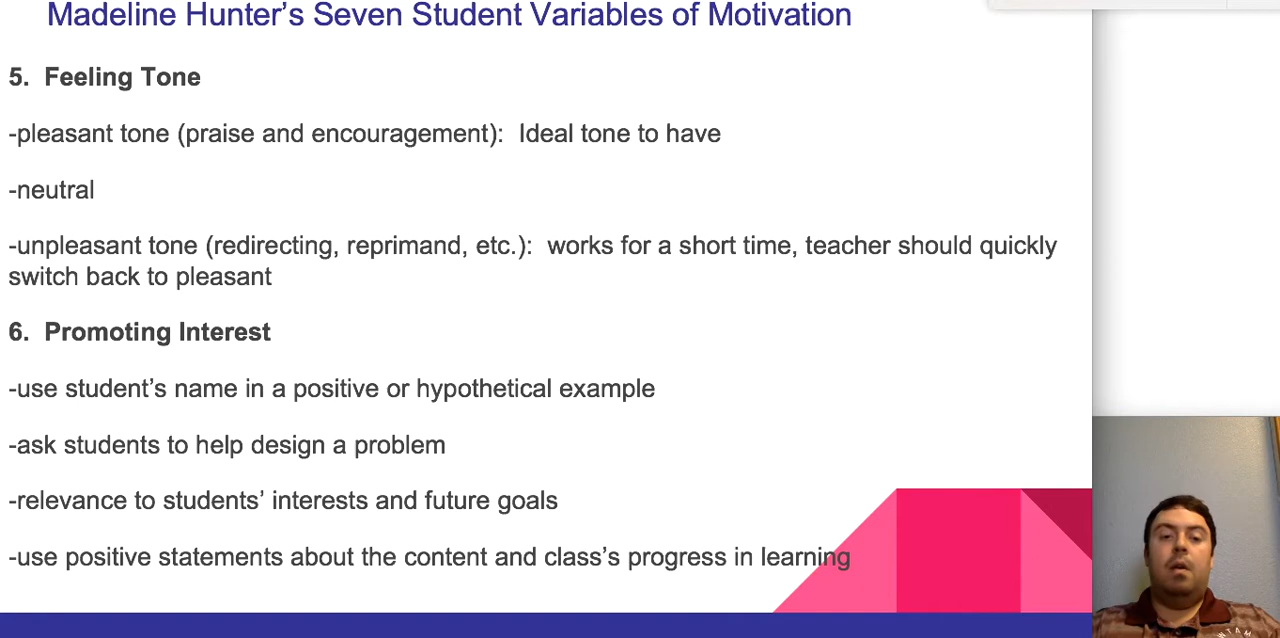 Madeline Hunter's Seven Student Variables of Motivation
5. Feeling Tone
-pleasant tone (praise and encouragement): Ideal tone to have
-neutral
-unpleasant tone (redirecting, reprimand, etc.): works for a short time, teacher should quickly
switch back to pleasant
6. Promoting Interest
-use student's name in a positive or hypothetical example
-ask students to help design a problem
-relevance to students' interests and future goals
-use positive statements about the content and class's progress in learning